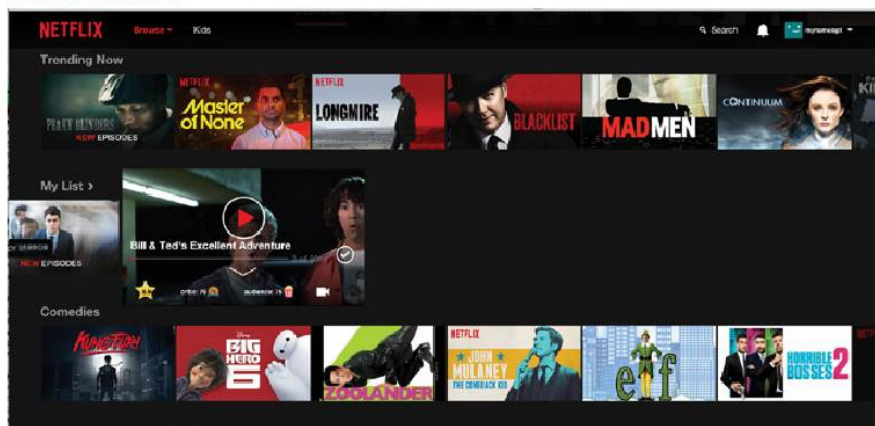 NETFLIX Browse Kids Search
Trending Now
PEAKY BLINDERS
NEW EPISODES
NETFLIX
Master of None
NETFLIX
LONGMIRE
BLACKLIST
MAD MEN
CONTINUUM
My List >
MIRROR
NEW EPISODES
Bill & Ted's Excellent Adventure
Comedies
KUNG FURY
Disney
BIG
HERO
6
ZOOLANDER
NETFLIX
JOHN
MULANEY
THE COMEBACK KID
elf
HORRIBLE
BOSSES 2